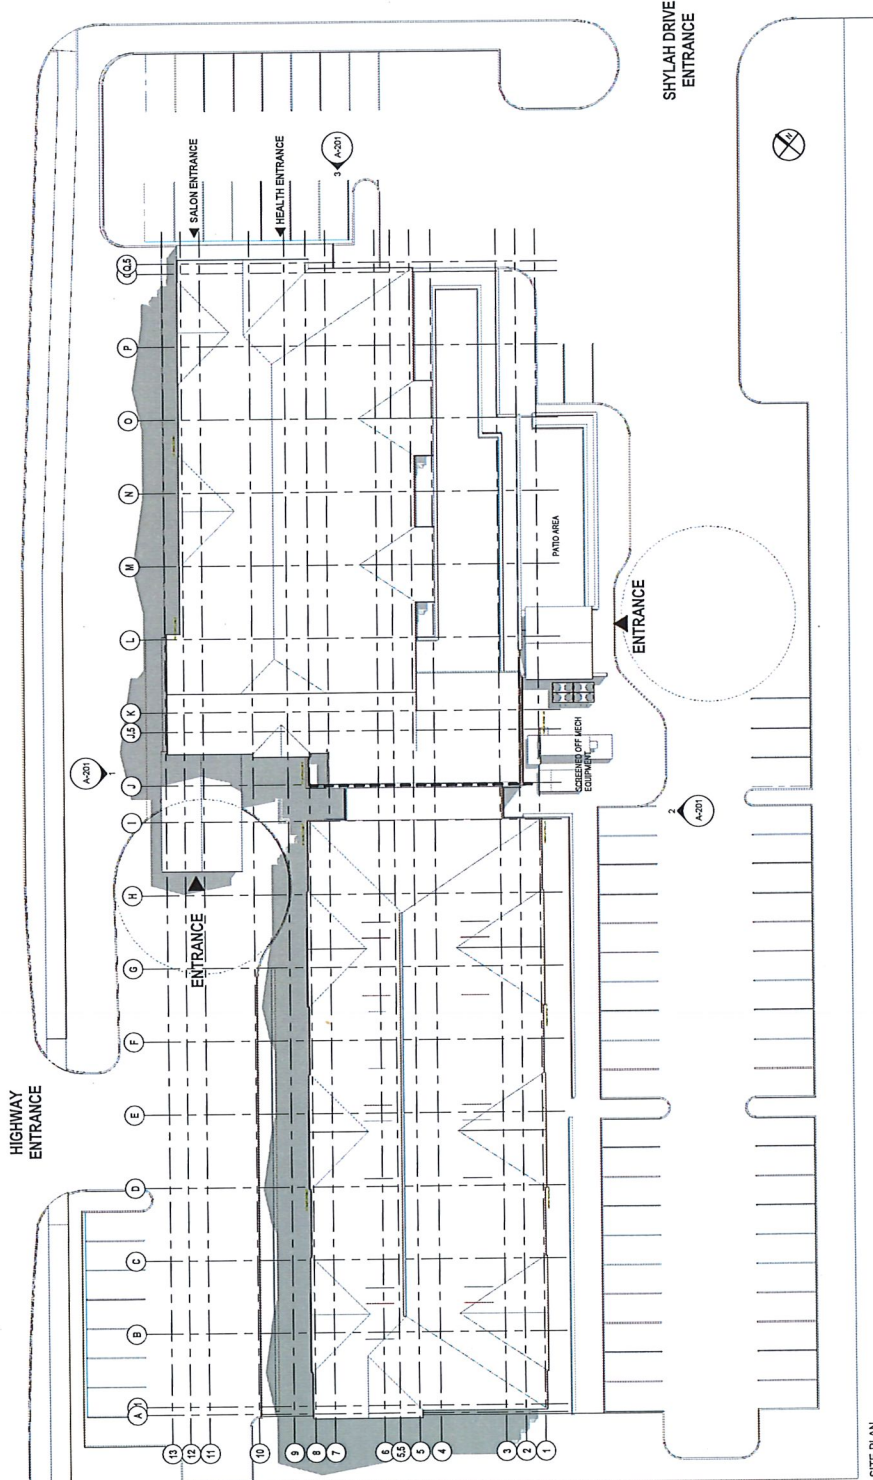 SHYLAH DRIVE
ENTRANCE
SALON ENTRANCE
HEALTH ENTRANCE
3
A-201
Q.5
P
O
N
M
L
K
J.5
J
I
H
G
F
E
D
C
B
A
A-201
1
HIGHWAY
ENTRANCE
ENTRANCE
PATIO AREA
ENTRANCE
SCREENED OFF MECH
EQUIPMENT
2
A-201
13
12
11
10
9
8
7
6
5.5
5
4
3
2
1
SITE PLAN
N